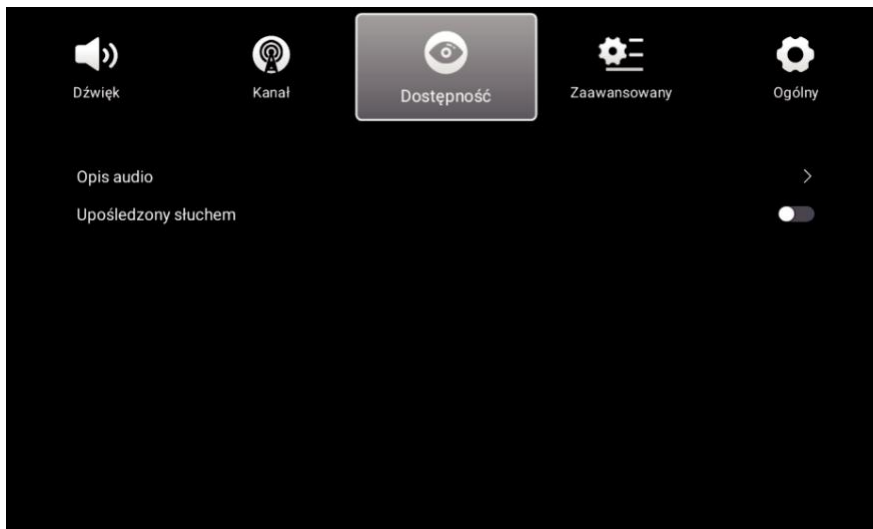 Dźwięk
Kanał
Dostępność
Zaawansowany
Ogólny
Opis audio
Upośledzony słuchem